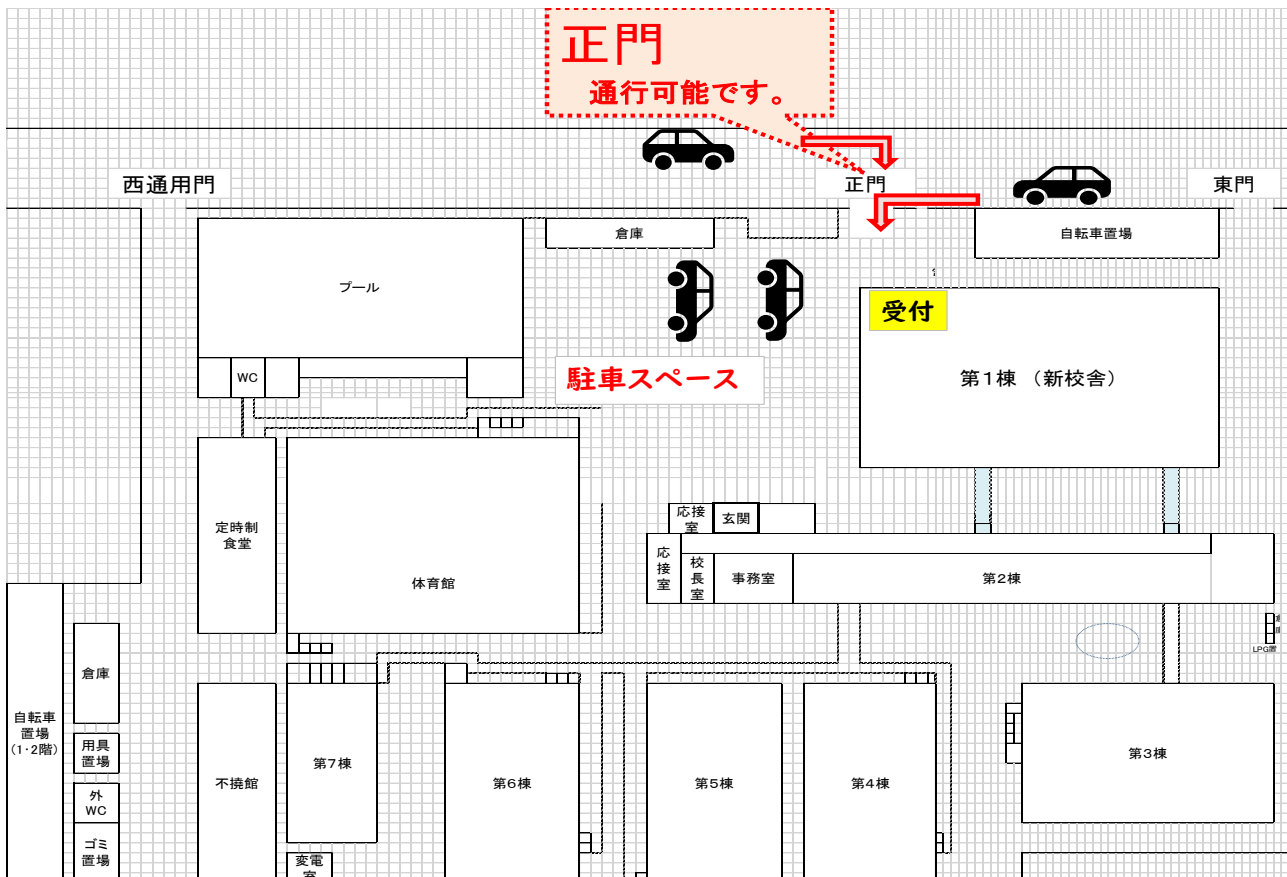 正門
通行可能です。
西通用門
正門
東門
倉庫
自転車置場
プール
受付
WC
駐車スペース
第1棟 （新校舎）
定時制
食堂
体育館
応接
室
玄関
応
接
室
校
長
室
事務室
第2棟
LPG置
倉庫
自転車
置場
(1・2階)
用具
置場
外
WC
ゴミ
置場
不撓館
第7棟
変電
室
第6棟
第5棟
第4棟
第3棟